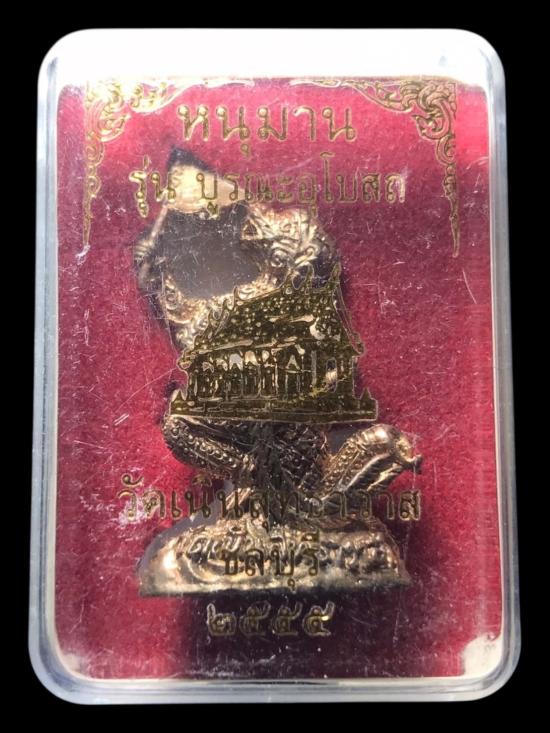 หนุมาน
รุ่น บูรณะอุโบสถ
วัดเนินสุทธาวาส
ชลบุรี
๒๕๕๕